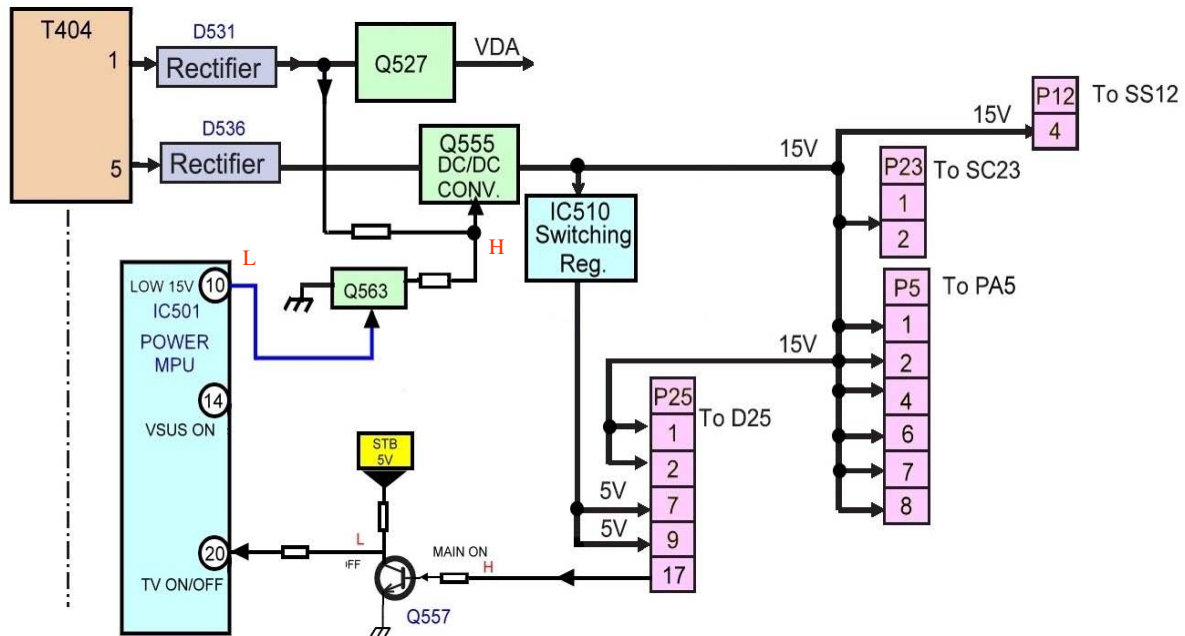 T404
1
5
D531
Rectifier
Q527
VDA
D536
Rectifier
Q555
DC/DC
CONV.
15V
15V
P12
4
To SS12
P23
1
2
To SC23
IC510
Switching
Reg.
H
L
Q563
LOW 15V
10
IC501
POWER
MPU
14
VSUS ON
20
TV ON/OFF
STB
5V
L
OFF
MAIN ON
H
Q557
15V
5V
5V
P25
1
2
7
9
17
To D25
P5
1
2
4
6
7
8
To PA5